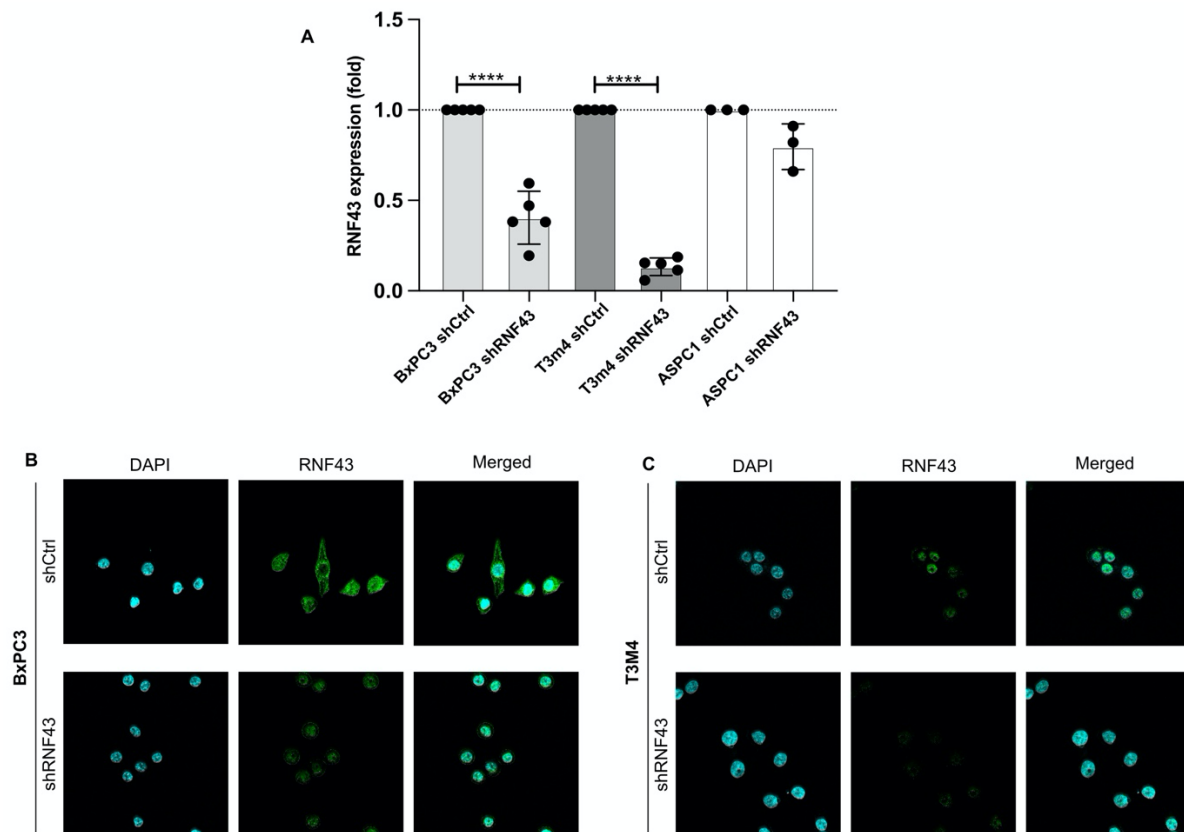 A
RNF43 expression (fold)
1.5
1.0
0.5
0.0
****
****
BxPC3 shCtrl
BxPC3 shRNF43
T3m4 shCtrl
T3m4 shRNF43
ASPC1 shCtrl
ASPC1 shRNF43
B
DAPI
RNF43
Merged
BxPC3
shCtrl
shRNF43
C
DAPI
RNF43
Merged
T3M4
shCtrl
shRNF43